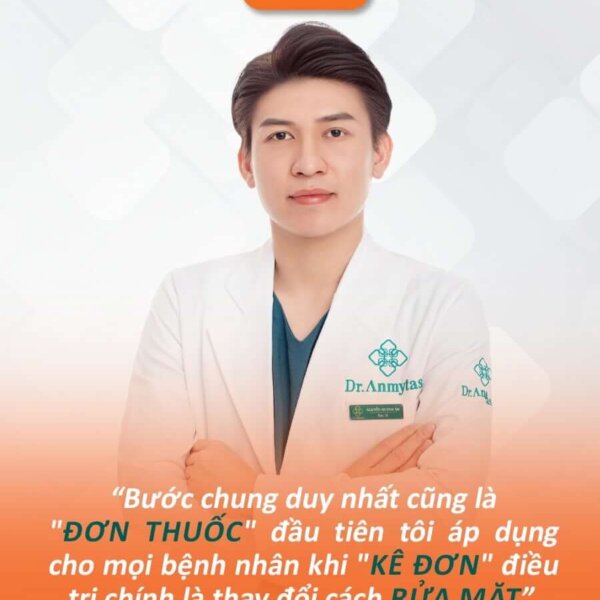 Dr.Anmytas
“Bước chung duy nhất cũng là
"ĐƠN THUỐC" đầu tiên tôi áp dụng
cho mọi bệnh nhân khi "KÊ ĐƠN" điều
trị chính là thay đổi cách RỬA MẶT”